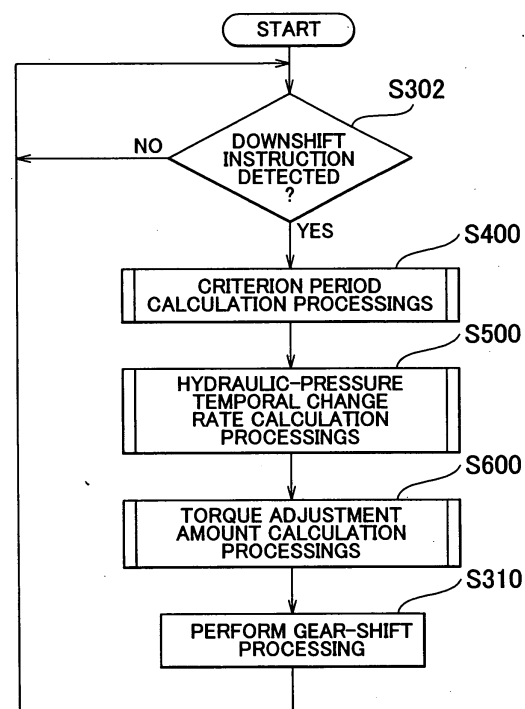 START
S302
DOWNSHIFT
INSTRUCTION
DETECTED
?
NO
YES
S400
CRITERION PERIOD
CALCULATION PROCESSINGS
S500
HYDRAULIC-PRESSURE
TEMPORAL CHANGE
RATE CALCULATION
PROCESSINGS
S600
TORQUE ADJUSTMENT
AMOUNT CALCULATION
PROCESSINGS
S310
PERFORM GEAR-SHIFT
PROCESSING